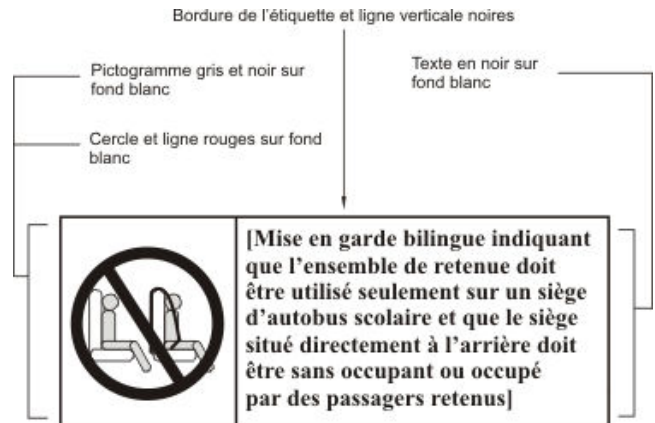 Bordure de l'étiquette et ligne verticale noires
Pictogramme gris et noir sur
fond blanc
Texte en noir sur
fond blanc
Cercle et ligne rouges sur fond
blanc
[Mise en garde bilingue indiquant
que l'ensemble de retenue doit
être utilisé seulement sur un siège
d'autobus scolaire et que le siège
situé directement à l'arrière doit
être sans occupant ou occupé
par des passagers retenus]